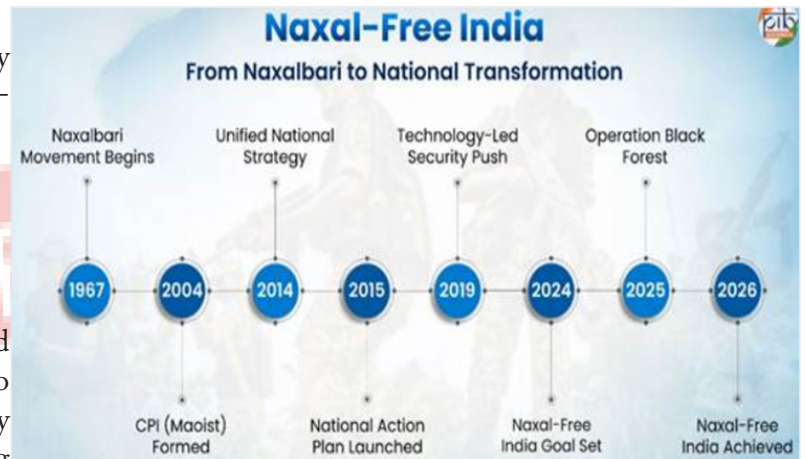 Naxal-Free India
From Naxalbari to National Transformation
pib
Naxalbari
Movement Begins
Unified National
Strategy
Technology-Led
Security Push
Operation Black
Forest
1967
2004
2014
2015
2019
2024
2025
2026
CPI (Maoist)
Formed
National Action
Plan Launched
Naxal-Free
India Goal Set
Naxal-Free
India Achieved